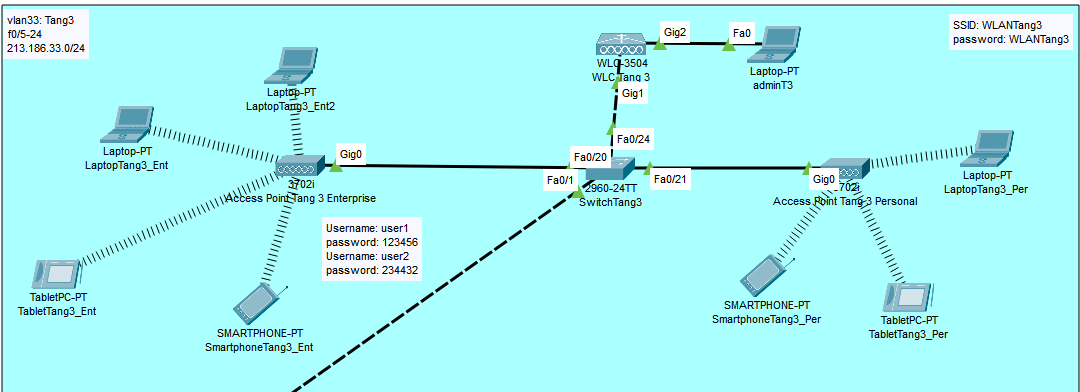 vlan33: Tang3
f0/5-24
213.186.33.0/24
SSID: WLANTang3
password: WLANTang3
Gig2
Fa0
WLC-3504
WLC Tang 3
Laptop-PT
adminT3
Gig1
Laptop-PT
LaptopTang3_Ent2
Laptop-PT
LaptopTang3_Ent
Fa0/24
Gig0
Fa0/20
3702i
Access Point Tang 3 Enterprise
Fa0/1
2960-24TT
SwitchTang3
Fa0/21
Gig0
702i
Access Point Tang 3 Personal
Laptop-PT
LaptopTang3_Per
Username: user1
password: 123456
Username: user2
password: 234432
TabletPC-PT
TabletTang3_Ent
SMARTPHONE-PT
SmartphoneTang3_Ent
SMARTPHONE-PT
SmartphoneTang3_Per
TabletPC-PT
TabletTang3_Per